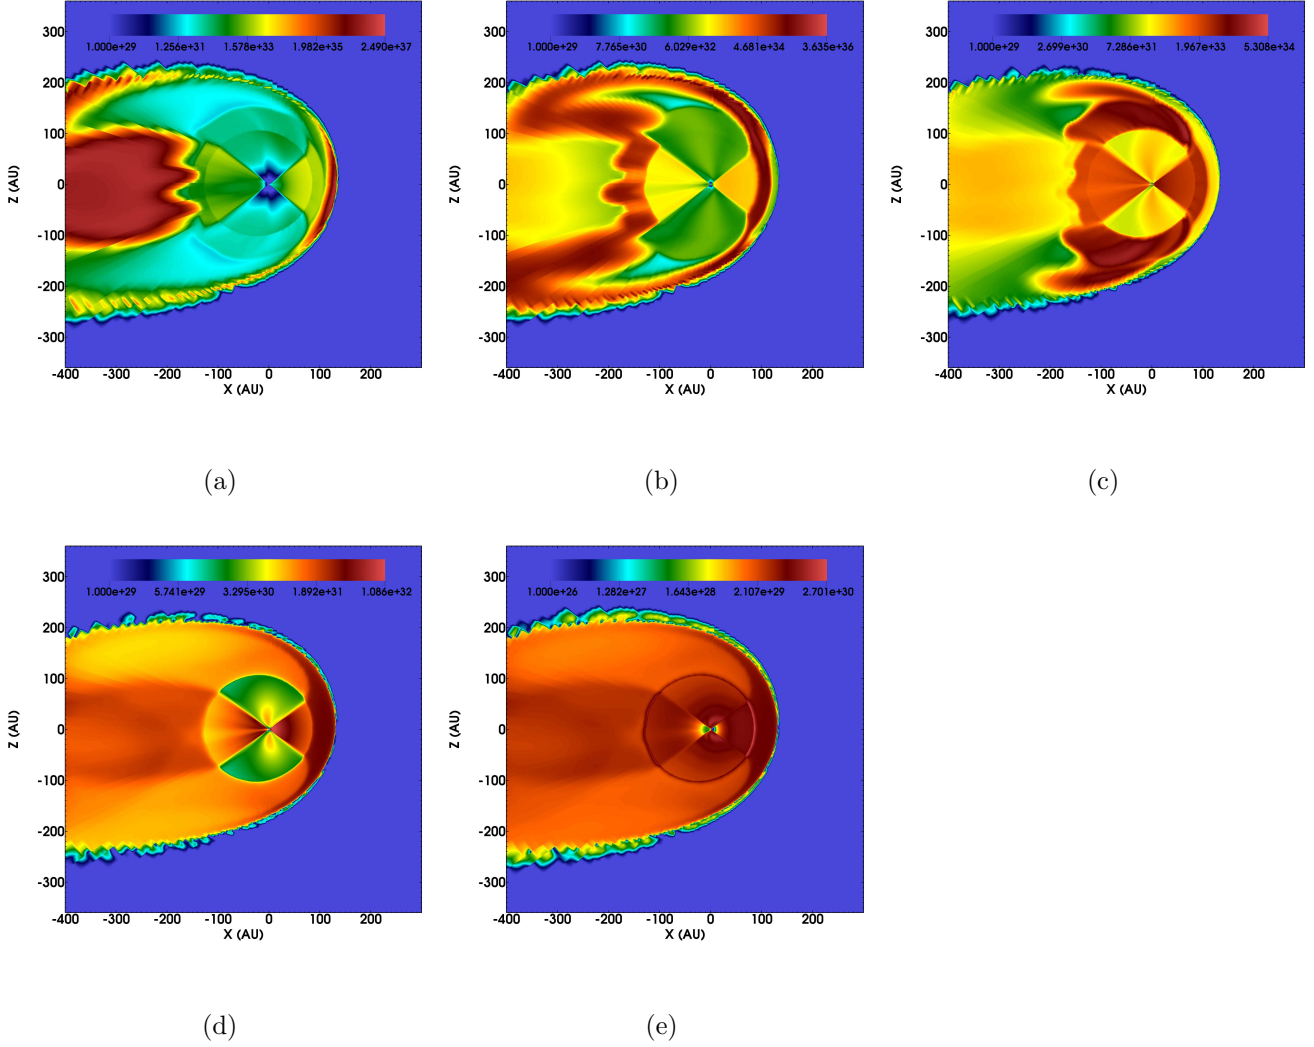 300
200
100
0
-100
-200
-300
Z (AU)
1.000e+29 1.256e+31 1.578e+33 1.982e+35 2.490e+37
-400 -300 -200 -100 0 100 200
X (AU)
(a)
300
200
100
0
-100
-200
-300
Z (AU)
1.000e+29 7.765e+30 6.029e+32 4.681e+34 3.635e+36
-400 -300 -200 -100 0 100 200
X (AU)
(b)
300
200
100
0
-100
-200
-300
Z (AU)
1.000e+29 2.699e+30 7.286e+31 1.967e+33 5.308e+34
-400 -300 -200 -100 0 100 200
X (AU)
(c)
300
200
100
0
-100
-200
-300
Z (AU)
1.000e+29 5.741e+29 3.295e+30 1.892e+31 1.086e+32
-400 -300 -200 -100 0 100 200
X (AU)
(d)
300
200
100
0
-100
-200
-300
Z (AU)
1.000e+26 1.282e+27 1.643e+28 2.107e+29 2.701e+30
-400 -300 -200 -100 0 100 200
X (AU)
(e)